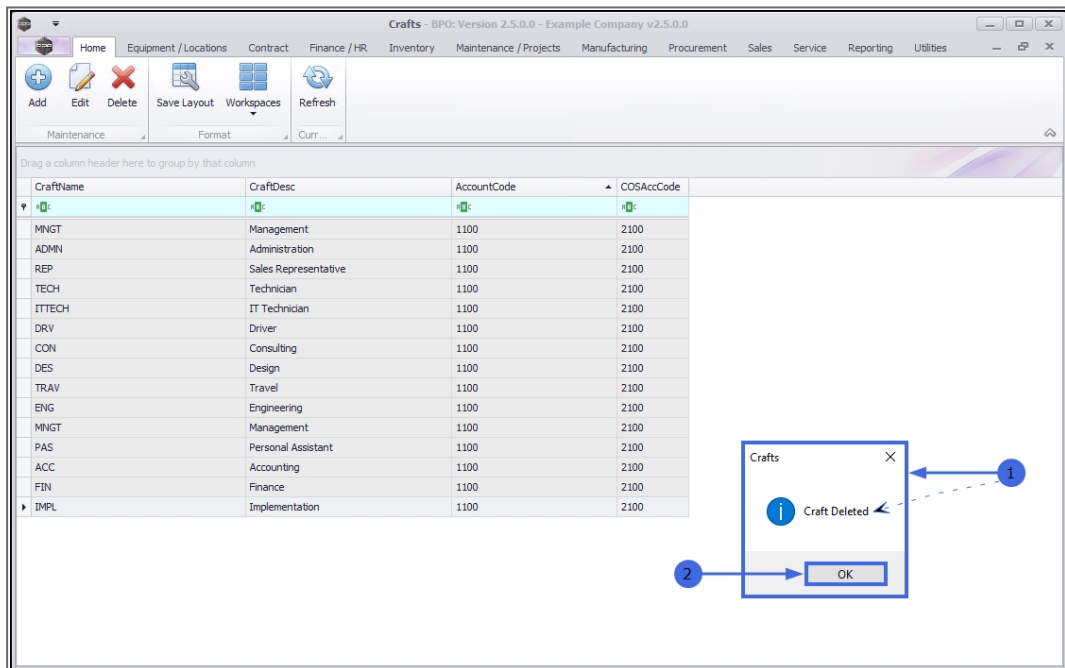 Crafts - BPO: Version 2.5.0.0 - Example Company v2.5.0.0
Home Equipment / Locations Contract Finance / HR Inventory Maintenance / Projects Manufacturing Procurement Sales Service Reporting Utilities
Add Edit Delete Save Layout Workspaces Refresh
Maintenance Format Curr...
Drag a column header here to group by that column
CraftName CraftDesc AccountCode COSAccCode
MNGT Management 1100 2100
ADMN Administration 1100 2100
REP Sales Representative 1100 2100
TECH Technician 1100 2100
ITTECH IT Technician 1100 2100
DRV Driver 1100 2100
CON Consulting 1100 2100
DES Design 1100 2100
TRAV Travel 1100 2100
ENG Engineering 1100 2100
MNGT Management 1100 2100
PAS Personal Assistant 1100 2100
ACC Accounting 1100 2100
FIN Finance 1100 2100
IMPL Implementation 1100 2100
Crafts
1
Craft Deleted
2 OK